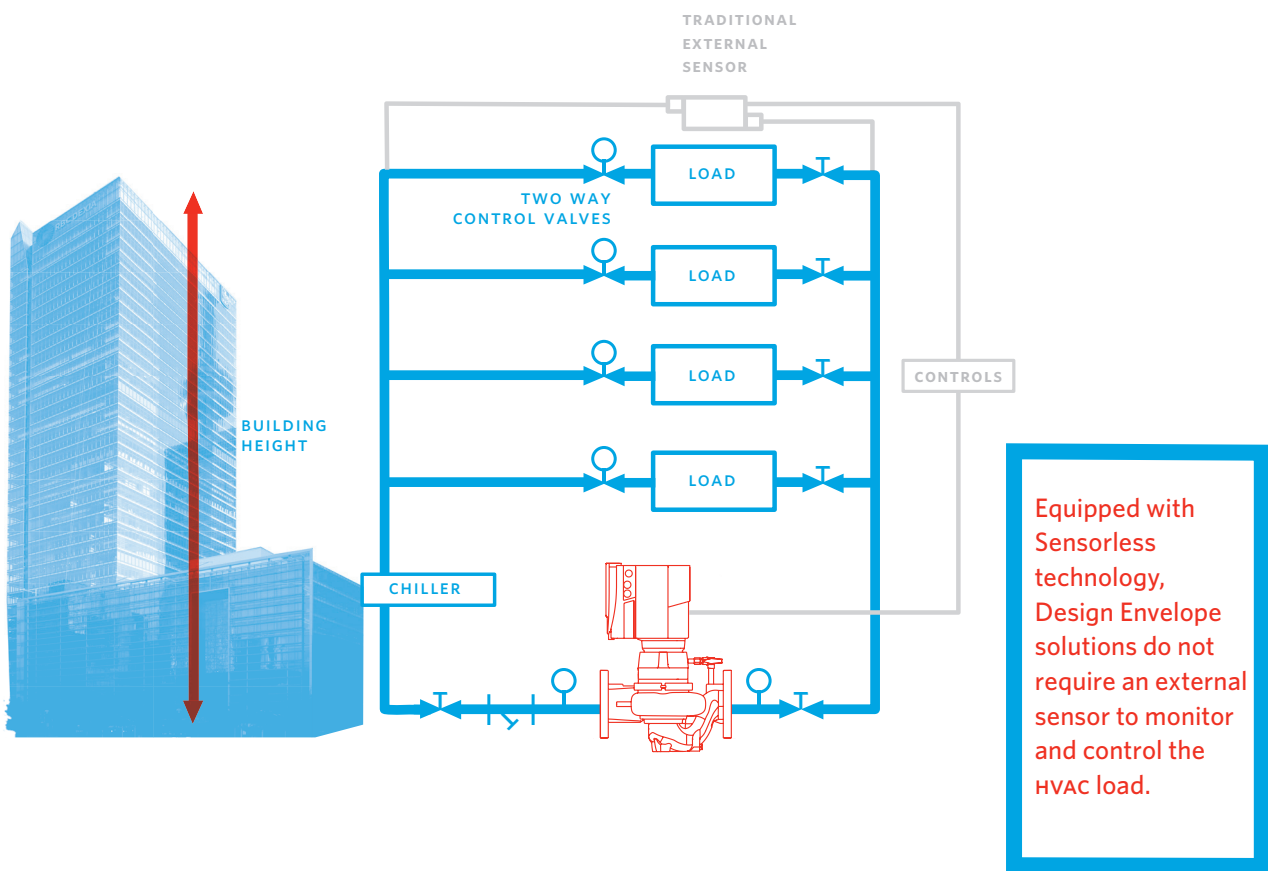 TRADITIONAL
EXTERNAL
SENSOR
LOAD
TWO WAY
CONTROL VALVES
LOAD
LOAD
CONTROLS
BUILDING
HEIGHT
LOAD
CHILLER
Equipped with
Sensorless
technology,
Design Envelope
solutions do not
require an external
sensor to monitor
and control the
HVAC load.